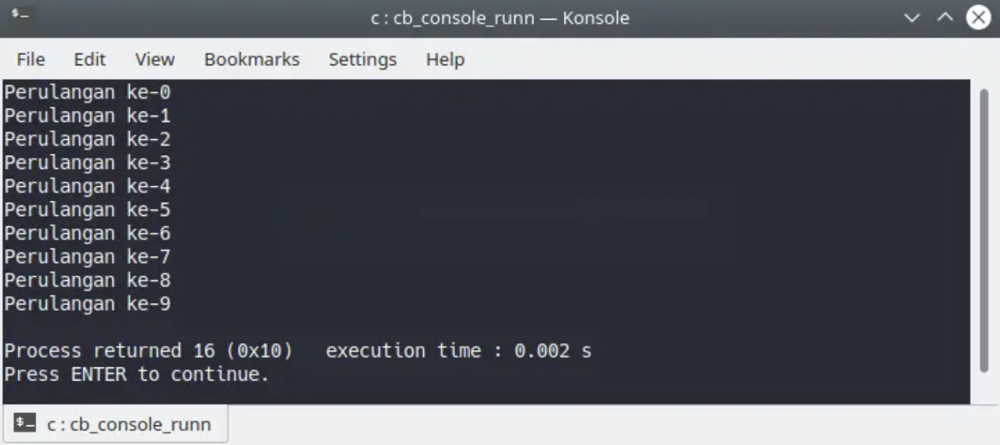 $_
c : cb_console_runn — Konsole
File Edit View Bookmarks Settings Help
Perulangan ke-0
Perulangan ke-1
Perulangan ke-2
Perulangan ke-3
Perulangan ke-4
Perulangan ke-5
Perulangan ke-6
Perulangan ke-7
Perulangan ke-8
Perulangan ke-9
Process returned 16 (0x10)   execution time : 0.002 s
Press ENTER to continue.
$_ c : cb_console_runn